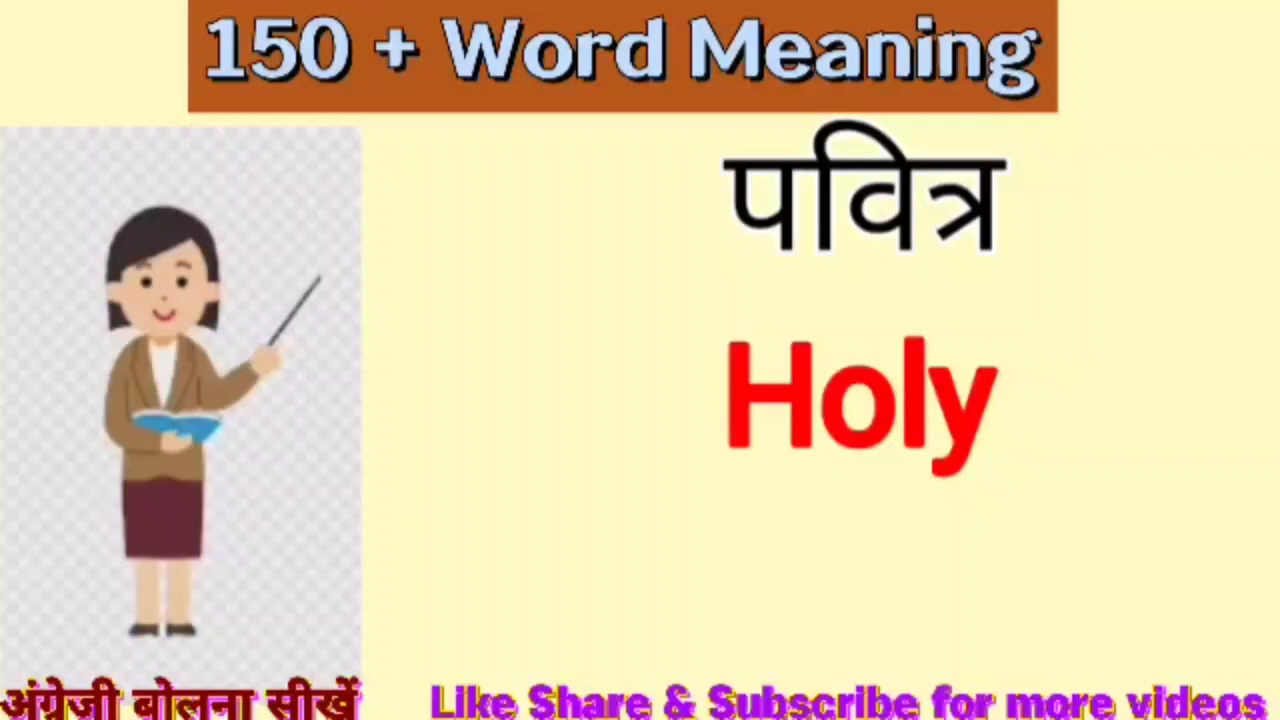 150 + Word Meaning
पवित्र
Holy
अंग्रेजी बोलना सीखें
Like Share & Subscribe for more videos